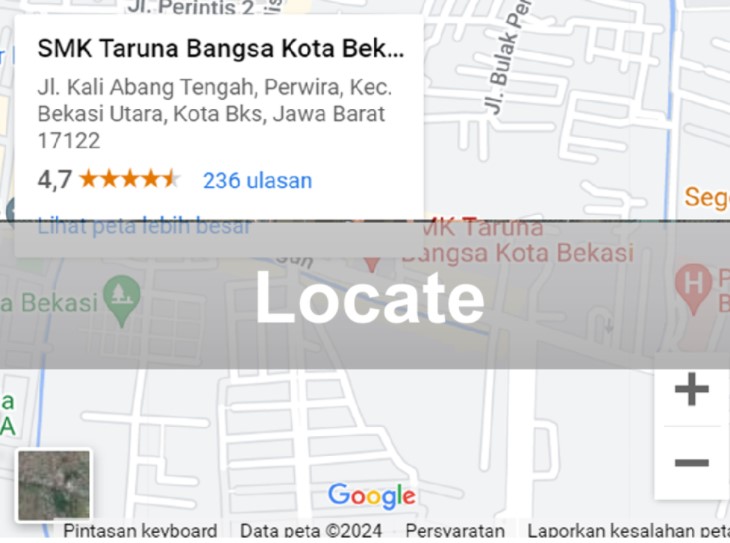 Jl. Perintis 2
SMK Taruna Bangsa Kota Bek...
Jl. Kali Abang Tengah, Perwira, Kec.
Bekasi Utara, Kota Bks, Jawa Barat
17122
4,7
236 ulasan
Lihat peta lebih besar
Jl. Bulak Per
Seg
MK Taruna
Bangsa Kota Bekasi
a Bekasi
H
P
B
Locate
a
A
+
−
Google
Pintasan keyboard Data peta ©2024 Persyaratan Laporkan kesalahan peta